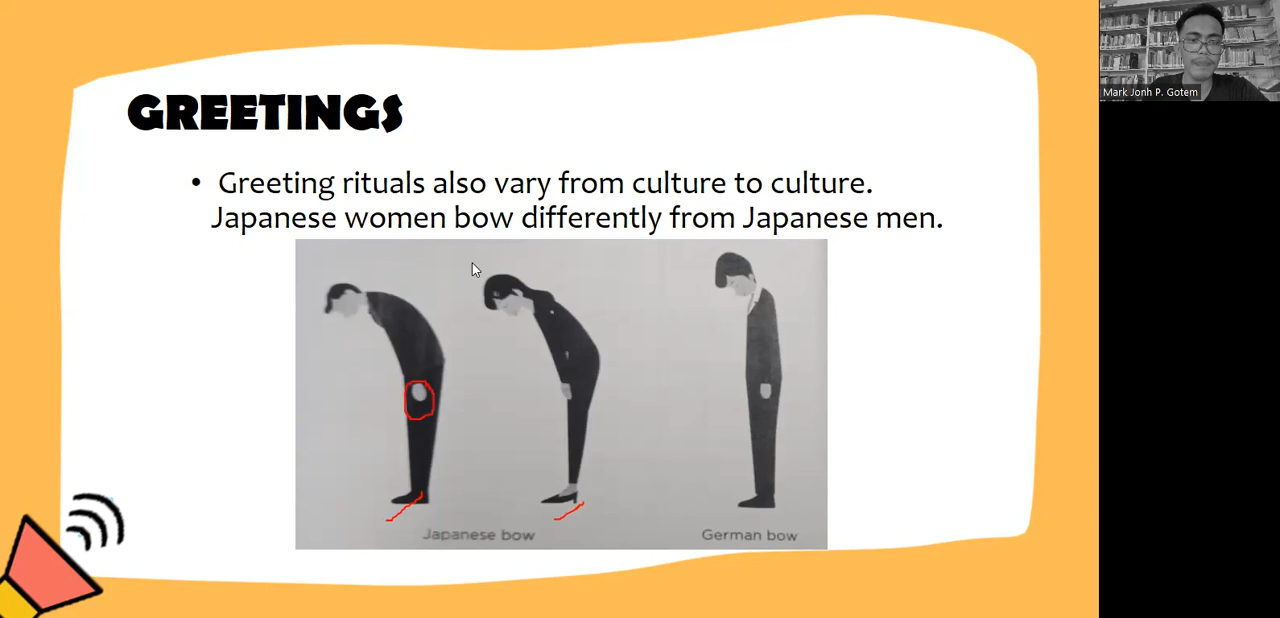 GREETINGS
• Greeting rituals also vary from culture to culture.
Japanese women bow differently from Japanese men.
Japanese bow
German bow
Mark Jonh P. Gotem